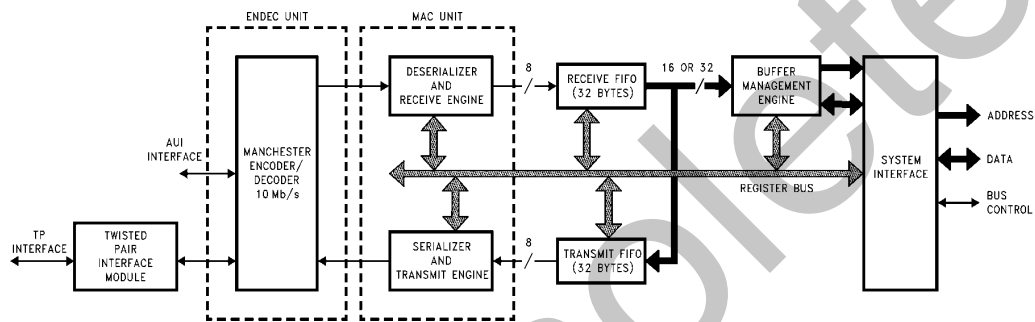 ENDEC UNIT
MAC UNIT
DESERIALIZER
AND
RECEIVE ENGINE
8
RECEIVE FIFO
(32 BYTES)
16 OR 32
BUFFER
MANAGEMENT
ENGINE
AUI
INTERFACE
MANCHESTER
ENCODER/
DECODER
10 Mb/s
REGISTER BUS
SYSTEM
INTERFACE
ADDRESS
DATA
BUS
CONTROL
TP
INTERFACE
TWISTED
PAIR
INTERFACE
MODULE
SERIALIZER
AND
TRANSMIT ENGINE
8
TRANSMIT FIFO
(32 BYTES)
olete